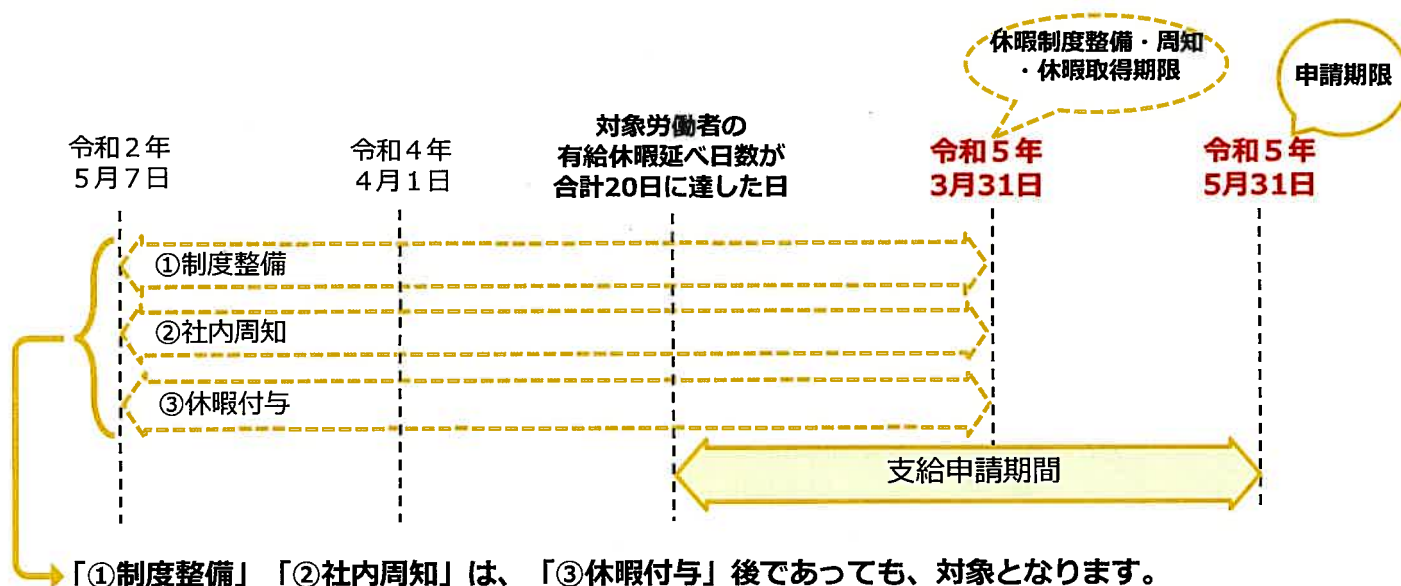 休暇制度整備・周知
・休暇取得期限
申請期限
令和２年
５月７日
令和４年
４月１日
対象労働者の
有給休暇延べ日数が
合計20日に達した日
令和５年
3月31日
令和５年
5月31日
①制度整備
②社内周知
③休暇付与
支給申請期間
「①制度整備」「②社内周知」は、「③休暇付与」後であっても、対象となります。